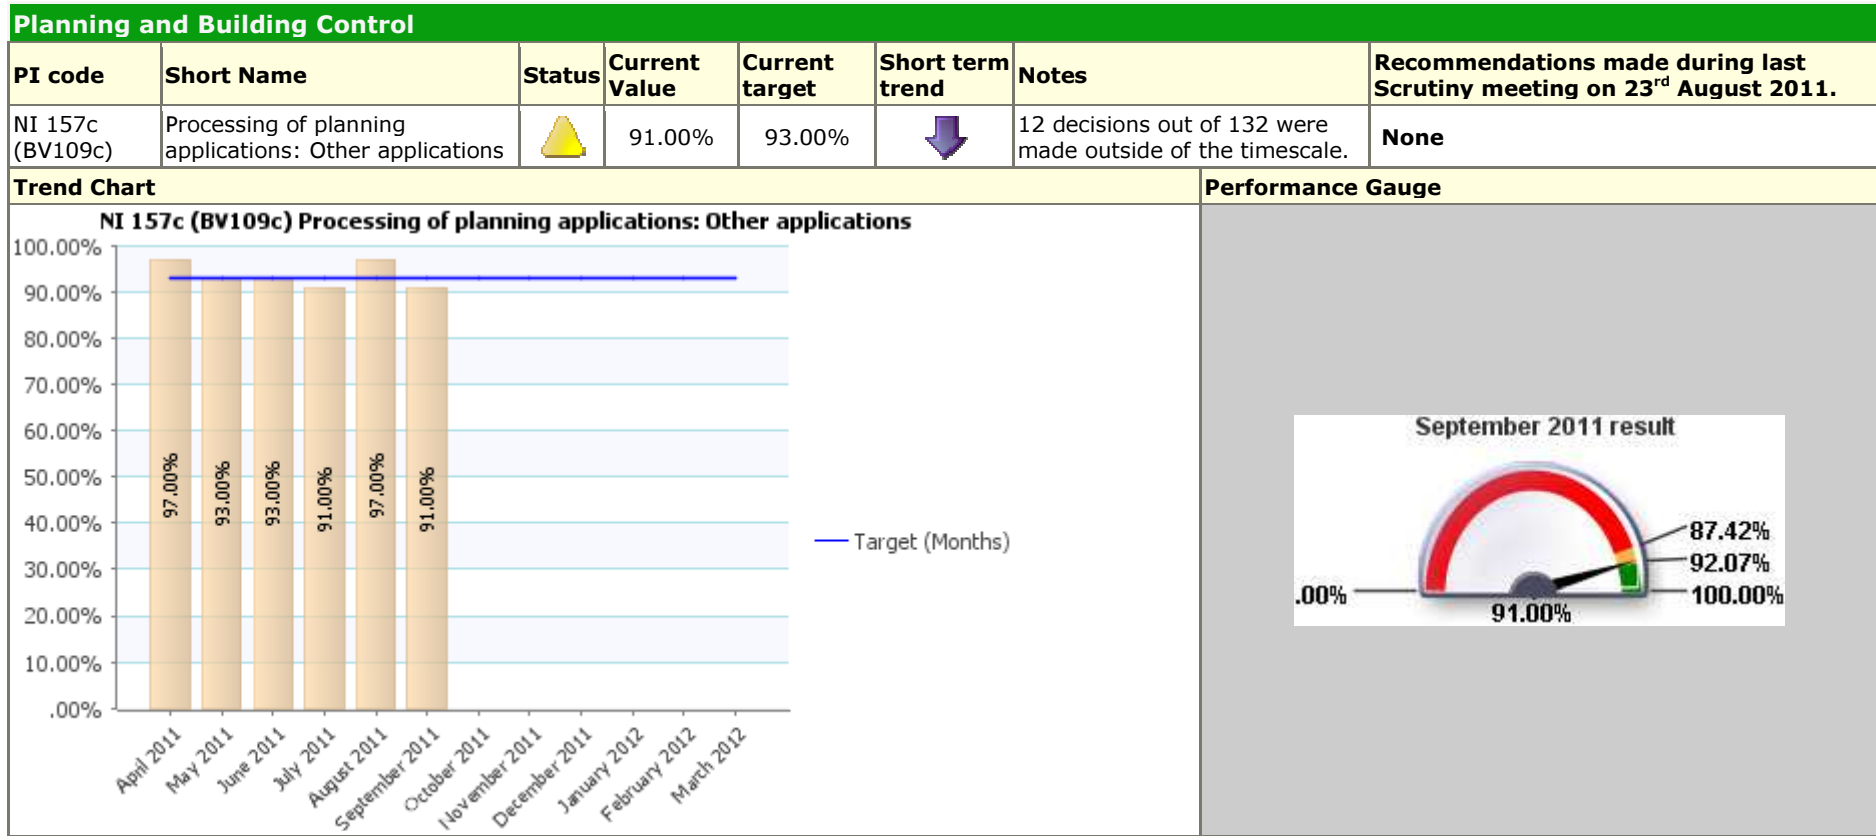 Planning and Building Control
PI code
Short Name
Status
Current
Value
Current
target
Short term
trend
Notes
Recommendations made during last
Scrutiny meeting on 23rd August 2011.
NI 157c
(BV109c)
Processing of planning
applications: Other applications
91.00%
93.00%
12 decisions out of 132 were
made outside of the timescale.
None
Trend Chart
Performance Gauge
NI 157c (BV109c) Processing of planning applications: Other applications
100.00%
90.00%
80.00%
70.00%
60.00%
50.00%
40.00%
30.00%
20.00%
10.00%
.00%
97.00%
93.00%
93.00%
91.00%
97.00%
91.00%
April 2011
May 2011
June 2011
July 2011
August 2011
September 2011
October 2011
November 2011
December 2011
January 2012
February 2012
March 2012
Target (Months)
September 2011 result
87.42%
92.07%
100.00%
.00%
91.00%